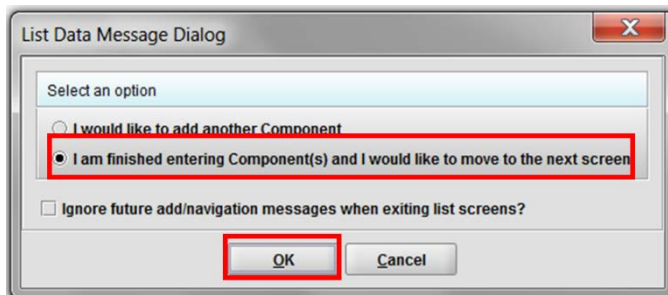 List Data Message Dialog
Select an option
I would like to add another Component
I am finished entering Component(s) and I would like to move to the next screen
Ignore future add/navigation messages when exiting list screens?
OK
Cancel